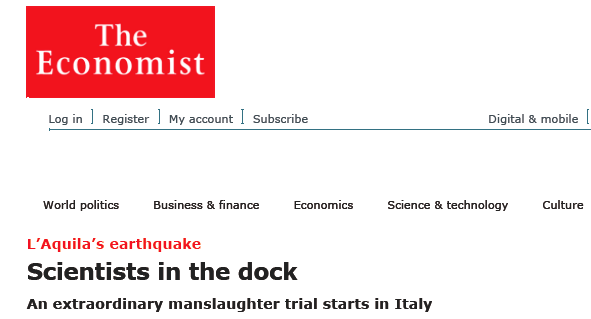 The
Economist
Log in Register My account Subscribe Digital & mobile
World politics Business & finance Economics Science & technology Culture
L’Aquila’s earthquake
Scientists in the dock
An extraordinary manslaughter trial starts in Italy